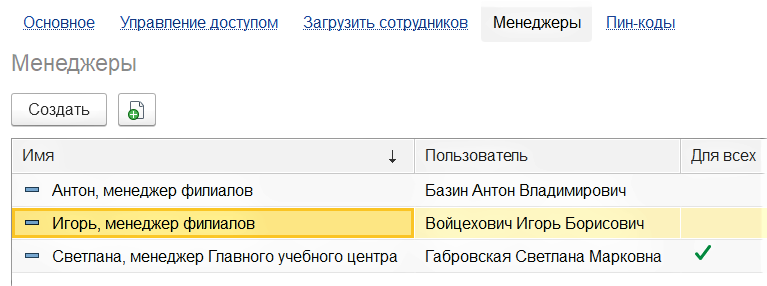 Основное Управление доступом Загрузить сотрудников Менеджеры Пин-коды
Менеджеры
Создать
Имя Пользователь Для всех
Антон, менеджер филиалов Базин Антон Владимирович
Игорь, менеджер филиалов Войцехович Игорь Борисович
Светлана, менеджер Главного учебного центра Габровская Светлана Марковна